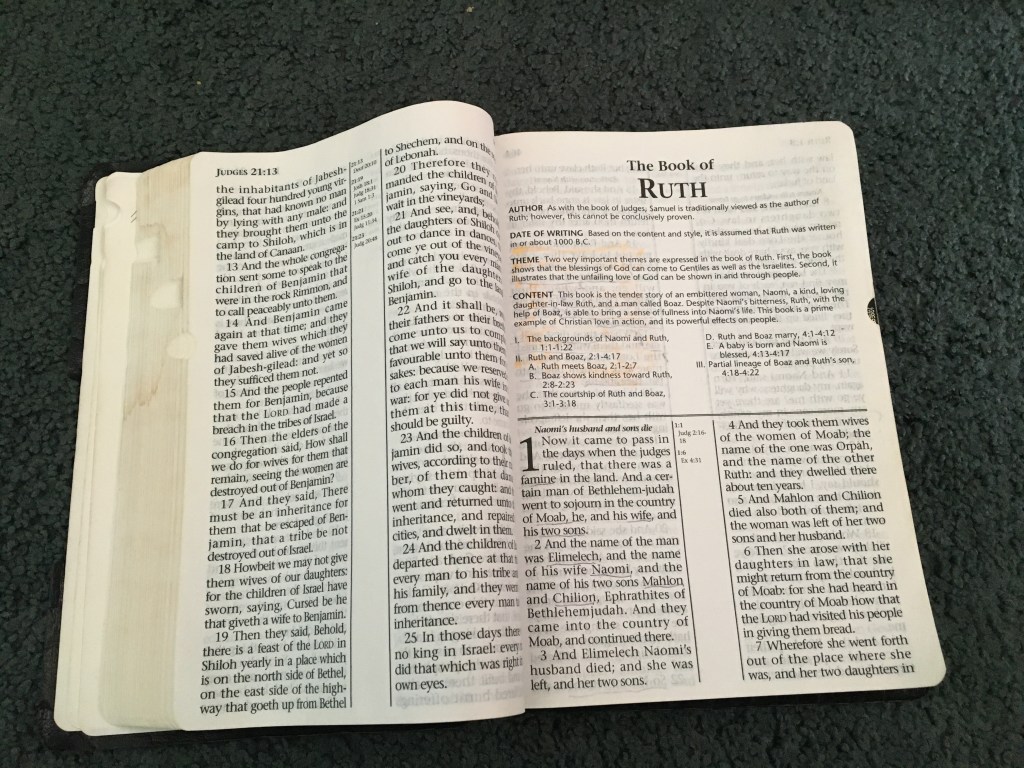 JUDGES 21:13
the inhabitants of Jabesh-
gilead four hundred young vir-
gins, that had known no man
by lying with any male: and
they brought them unto the
camp to Shiloh, which is in
the land of Canaan.
13 And the whole congrega-
tion sent some to speak to the
children of Benjamin that
were in the rock Rimmon, and
to call peaceably unto them.
14 And Benjamin came
again at that time; and they
gave them wives which they
had saved alive of the women
of Jabesh-gilead: and yet so
they sufficed them not.
15 And the people repented
them for Benjamin, because
that the LORD had made a
breach in the tribes of Israel.
16 Then the elders of the
congregation said, How shall
we do for wives for them that
remain, seeing the women are
destroyed out of Benjamin?
17 And they said, There
must be an inheritance for
them that be escaped of Ben-
jamin, that a tribe be not
destroyed out of Israel.
18 Howbeit we may not give
them wives of our daughters:
for the children of Israel have
sworn, saying, Cursed be he
that giveth a wife to Benjamin.
19 Then they said, Behold,
there is a feast of the LORD in
Shiloh yearly in a place which
is on the north side of Bethel,
on the east side of the high-
way that goeth up from Bethel
to Shechem, and on the
of Lebonah.
20 Therefore they
manded the children of
jamin, saying, Go and
wait in the vineyards;
21 And see, and, behold
the daughters of Shiloh
out to dance in dances,
come ye out of the vine
and catch you every m
wife of the daught
Shiloh, and go to the la
Benjamin.
22 And it shall be, w
their fathers or their bre
come unto us to comp
that we will say unto the
favourable unto them fo
sakes: because we reserve
to each man his wife i
war: for ye did not give
them at this time, tha
should be guilty.
23 And the children of
jamin did so, and took
wives, according to their
ber, of them that danc
whom they caught: and
went and returned unto
inheritance, and repaired
cities, and dwelt in them
24 And the children of
departed thence at that
every man to his tribe an
his family, and they wen
from thence every man
inheritance.
25 In those days ther
no king in Israel: every
did that which was right
own eyes.
The Book of
RUTH
AUTHOR As with the book of Judges, Samuel is traditionally viewed as the author of
Ruth; however, this cannot be conclusively proven.
DATE OF WRITING Based on the content and style, it is assumed that Ruth was written
in or about 1000 B.C.
THEME Two very important themes are expressed in the book of Ruth. First, the book
shows that the blessings of God can come to Gentiles as well as the Israelites. Second, it
illustrates that the unfailing love of God can be shown in and through people.
CONTENT This book is the tender story of an embittered woman, Naomi, a kind, loving
daughter-in-law Ruth, and a man called Boaz. Despite Naomi's bitterness, Ruth, with the
help of Boaz, is able to bring a sense of fullness into Naomi's life. This book is a prime
example of Christian love in action, and its powerful effects on people.
I. The backgrounds of Naomi and Ruth,
1:1-1:22
II. Ruth and Boaz, 2:1-4:17
A. Ruth meets Boaz, 2:1-2:7
B. Boaz shows kindness toward Ruth,
2:8-2:23
C. The courtship of Ruth and Boaz,
3:1-3:18
D. Ruth and Boaz marry, 4:1-4:12
E. A baby is born and Naomi is
blessed, 4:13-4:17
III. Partial lineage of Boaz and Ruth's son,
4:18-4:22
Naomi's husband and sons die
1 Now it came to pass in
the days when the judges
ruled, that there was a
famine in the land. And a cer-
tain man of Bethlehem-judah
went to sojourn in the country
of Moab, he, and his wife, and
his two sons.
2 And the name of the man
was Elimelech, and the name
of his wife Naomi, and the
name of his two sons Mahlon
and Chilion, Ephrathites of
Bethlehemjudah. And they
came into the country of
Moab, and continued there.
3 And Elimelech Naomi's
husband died; and she was
left, and her two sons.
1:1
Judg 2:16-
18
1:6
Ex 4:31
4 And they took them wives
of the women of Moab; the
name of the one was Orpah,
and the name of the other
Ruth: and they dwelled there
about ten years.
5 And Mahlon and Chilion
died also both of them; and
the woman was left of her two
sons and her husband.
6 Then she arose with her
daughters in law, that she
might return from the country
of Moab: for she had heard in
the country of Moab how that
the LORD had visited his people
in giving them bread.
7 Wherefore she went forth
out of the place where she
was, and her two daughters in